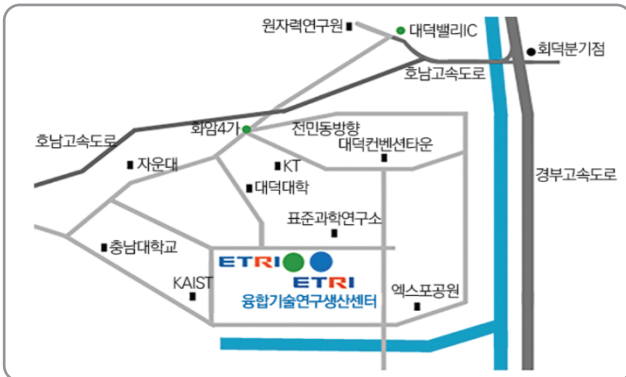 원자력연구원
대덕밸리IC
회덕분기점
호남고속도로
호남고속도로
화암4가
전민동방향
대덕컨벤션타운
자운대
KT
대덕대학
경부고속도로
표준과학연구소
충남대학교
ETRI
ETRI
KAIST
융합기술연구생산센터
엑스포공원